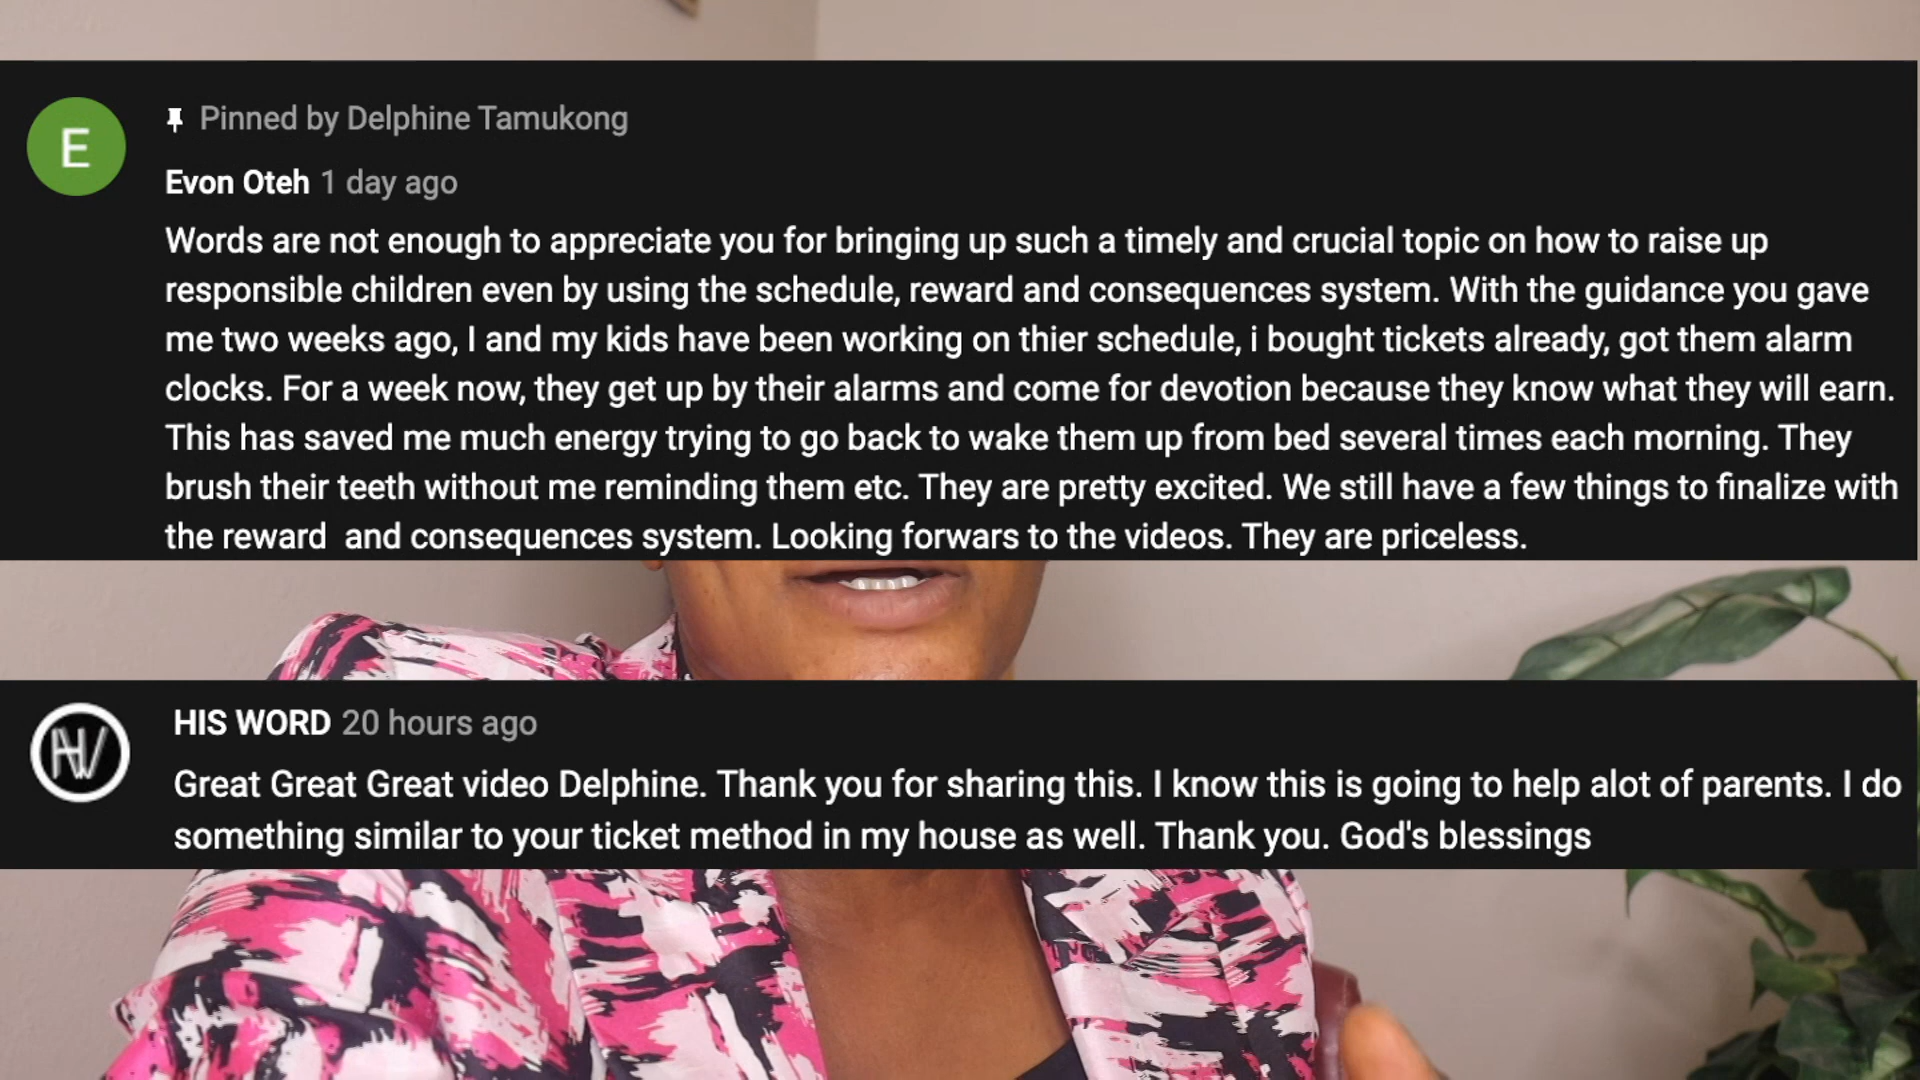 E
Pinned by Delphine Tamukong
Evon Oteh 1 day ago
Words are not enough to appreciate you for bringing up such a timely and crucial topic on how to raise up
responsible children even by using the schedule, reward and consequences system. With the guidance you gave
me two weeks ago, I and my kids have been working on thier schedule, i bought tickets already, got them alarm
clocks. For a week now, they get up by their alarms and come for devotion because they know what they will earn.
This has saved me much energy trying to go back to wake them up from bed several times each morning. They
brush their teeth without me reminding them etc. They are pretty excited. We still have a few things to finalize with
the reward  and consequences system. Looking forwars to the videos. They are priceless.
HW
HIS WORD 20 hours ago
Great Great Great video Delphine. Thank you for sharing this. I know this is going to help alot of parents. I do
something similar to your ticket method in my house as well. Thank you. God's blessings